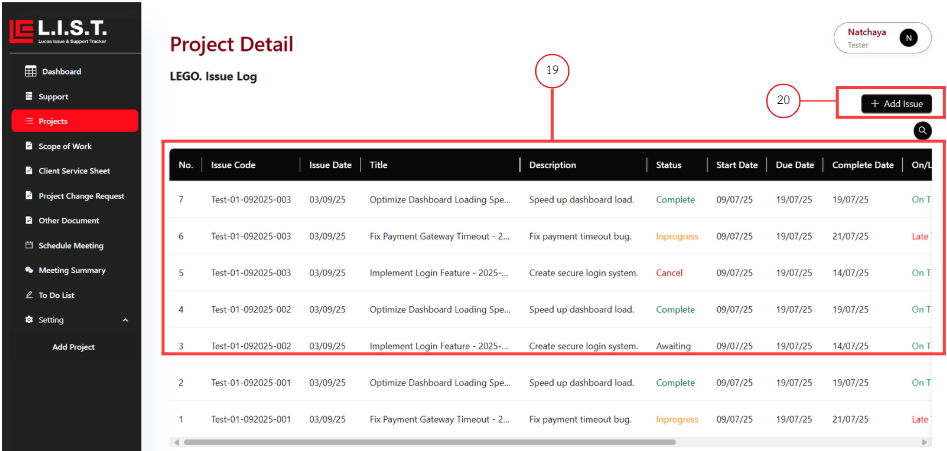 L.I.S.T.
Lucas Issue & Support Tracker
Dashboard
Support
Projects
Scope of Work
Client Service Sheet
Project Change Request
Other Document
Schedule Meeting
Meeting Summary
To Do List
Setting
Add Project
Project Detail
Natchaya
Tester
N
LEGO. Issue Log
19
20
+ Add Issue
No. Issue Code Issue Date Title Description Status Start Date Due Date Complete Date On/L
7 Test-01-092025-003 03/09/25 Optimize Dashboard Loading Spe... Speed up dashboard load. Complete 09/07/25 19/07/25 19/07/25 On T
6 Test-01-092025-003 03/09/25 Fix Payment Gateway Timeout - 2... Fix payment timeout bug. Inprogress 09/07/25 19/07/25 21/07/25 Late
5 Test-01-092025-003 03/09/25 Implement Login Feature - 2025-... Create secure login system. Cancel 09/07/25 19/07/25 14/07/25 On T
4 Test-01-092025-002 03/09/25 Optimize Dashboard Loading Spe... Speed up dashboard load. Complete 09/07/25 19/07/25 19/07/25 On T
3 Test-01-092025-002 03/09/25 Implement Login Feature - 2025-... Create secure login system. Awaiting 09/07/25 19/07/25 14/07/25 On T
2 Test-01-092025-001 03/09/25 Optimize Dashboard Loading Spe... Speed up dashboard load. Complete 09/07/25 19/07/25 19/07/25 On T
1 Test-01-092025-001 03/09/25 Fix Payment Gateway Timeout - 2... Fix payment timeout bug. Inprogress 09/07/25 19/07/25 21/07/25 Late